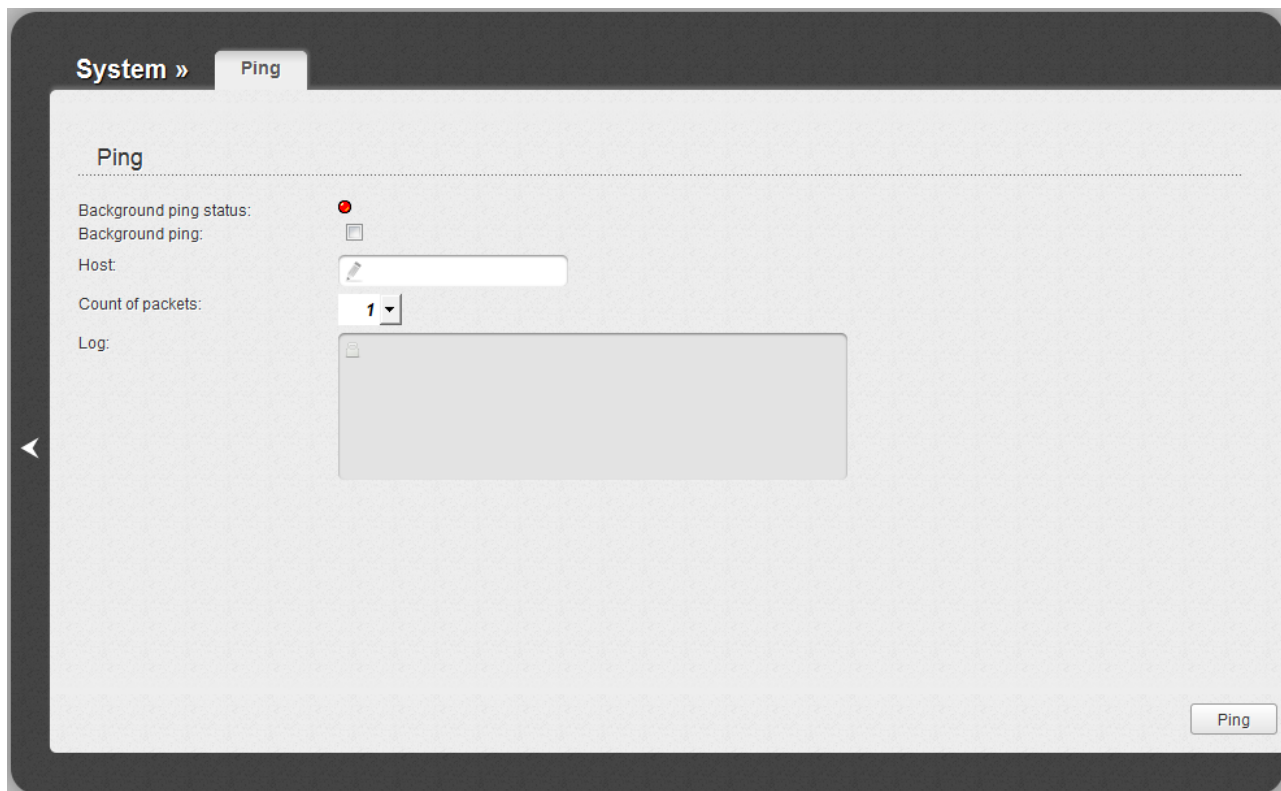 System »
Ping
Ping
Background ping status:
Background ping:
Host:
Count of packets:
1
Log:
Ping